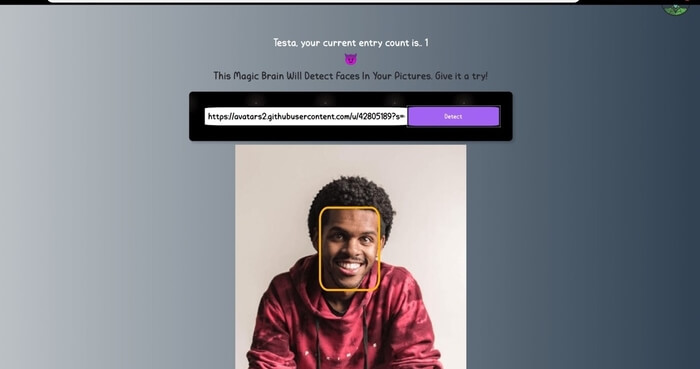 Testa, your current entry count is.. 1
This Magic Brain Will Detect Faces In Your Pictures. Give it a try!
https://avatars2.githubusercontent.com/u/42805189?s=
Detect